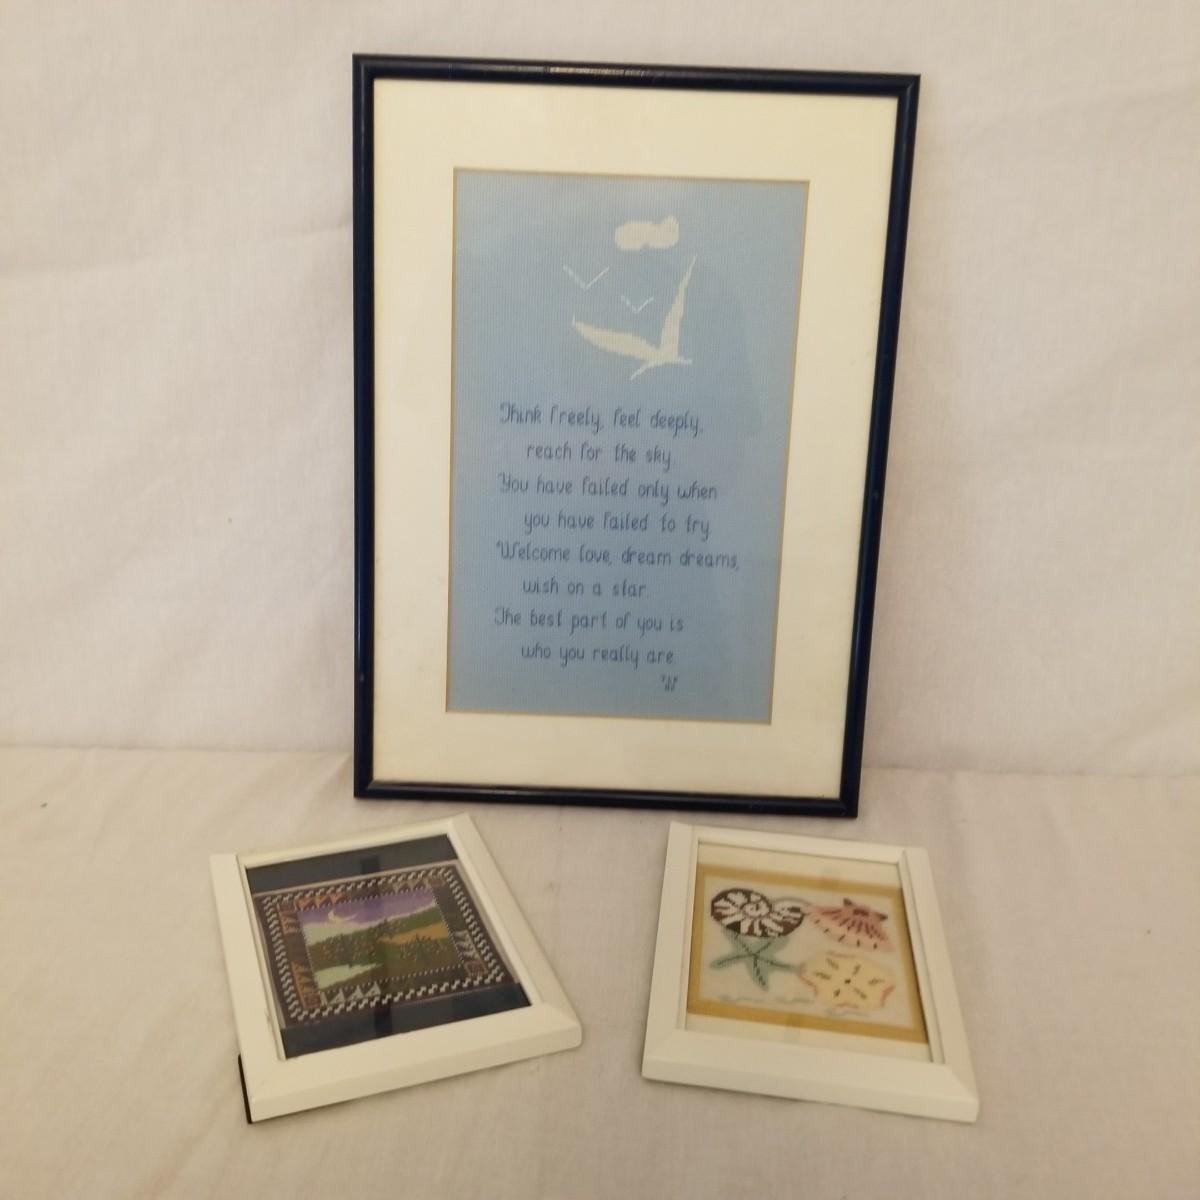 Think freely, feel deeply,
reach for the sky.
You have failed only when
you have failed to try.
Welcome love, dream dreams,
wish on a star.
The best part of you is
who you really are.